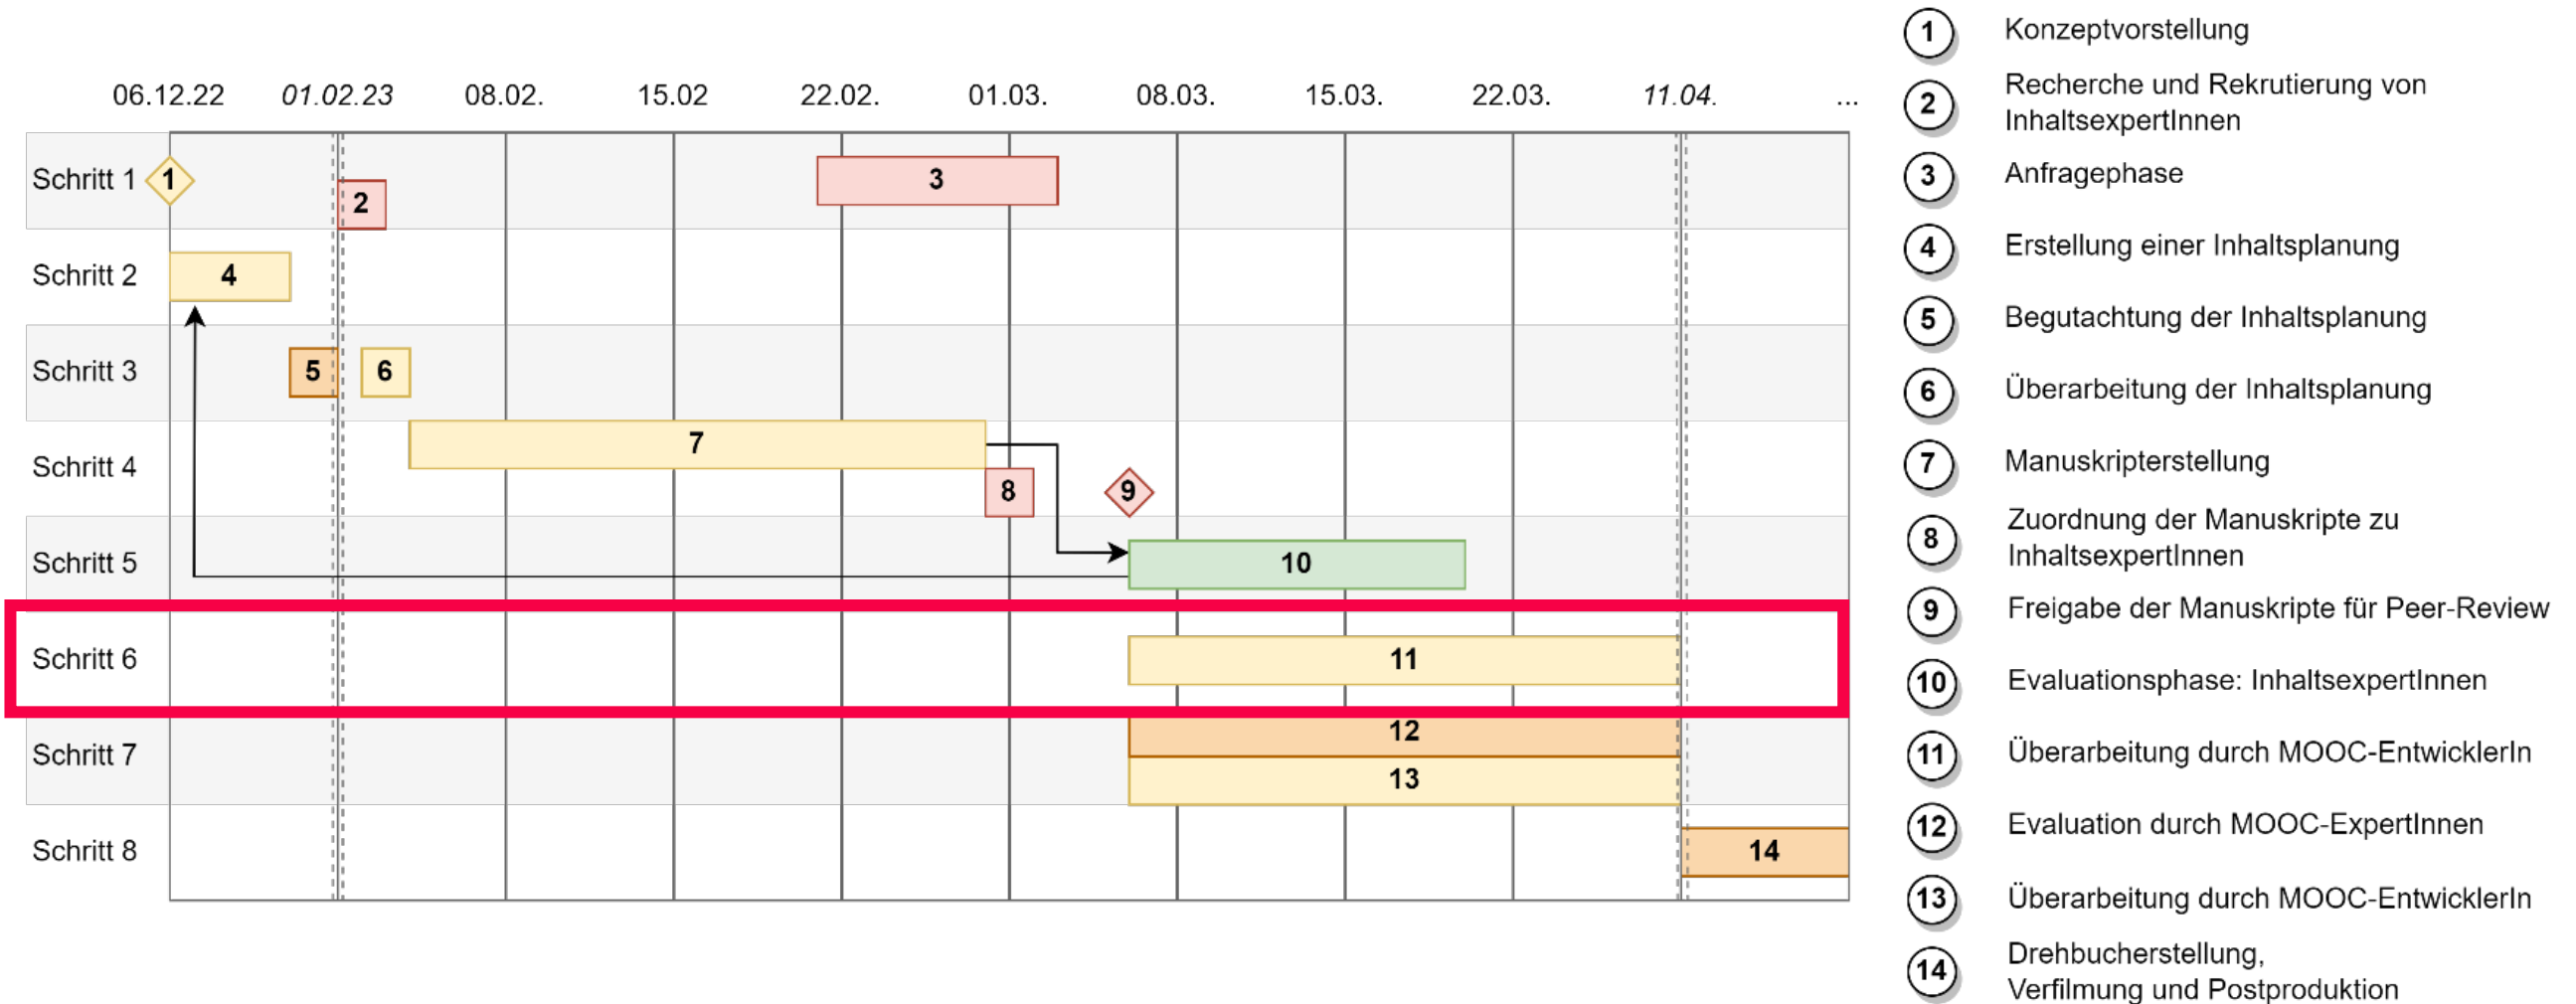 06.12.22 01.02.23 08.02. 15.02 22.02. 01.03. 08.03. 15.03. 22.03. 11.04. ...
Schritt 1 1 2 3
Schritt 2 4
Schritt 3 5 6
Schritt 4 7 8 9
Schritt 5 10
Schritt 6 11
Schritt 7 12 13
Schritt 8 14
1 Konzeptvorstellung
2 Recherche und Rekrutierung von
InhaltsexpertInnen
3 Anfragephase
4 Erstellung einer Inhaltsplanung
5 Begutachtung der Inhaltsplanung
6 Überarbeitung der Inhaltsplanung
7 Manuskripterstellung
8 Zuordnung der Manuskripte zu
InhaltsexpertInnen
9 Freigabe der Manuskripte für Peer-Review
10 Evaluationsphase: InhaltsexpertInnen
11 Überarbeitung durch MOOC-EntwicklerIn
12 Evaluation durch MOOC-ExpertInnen
13 Überarbeitung durch MOOC-EntwicklerIn
14 Drehbucherstellung,
Verfilmung und Postproduktion